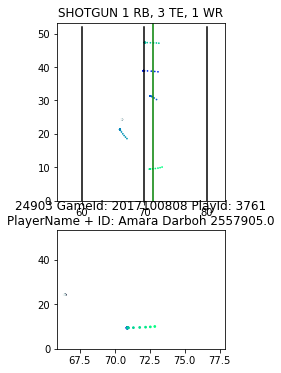 SHOTGUN 1 RB, 3 TE, 1 WR
50
40
30
20
10
0
60 70 80
24903 GameId: 2017100808 PlayId: 3761
PlayerName + ID: Amara Darboh 2557905.0
40
20
0
67.5 70.0 72.5 75.0 77.5